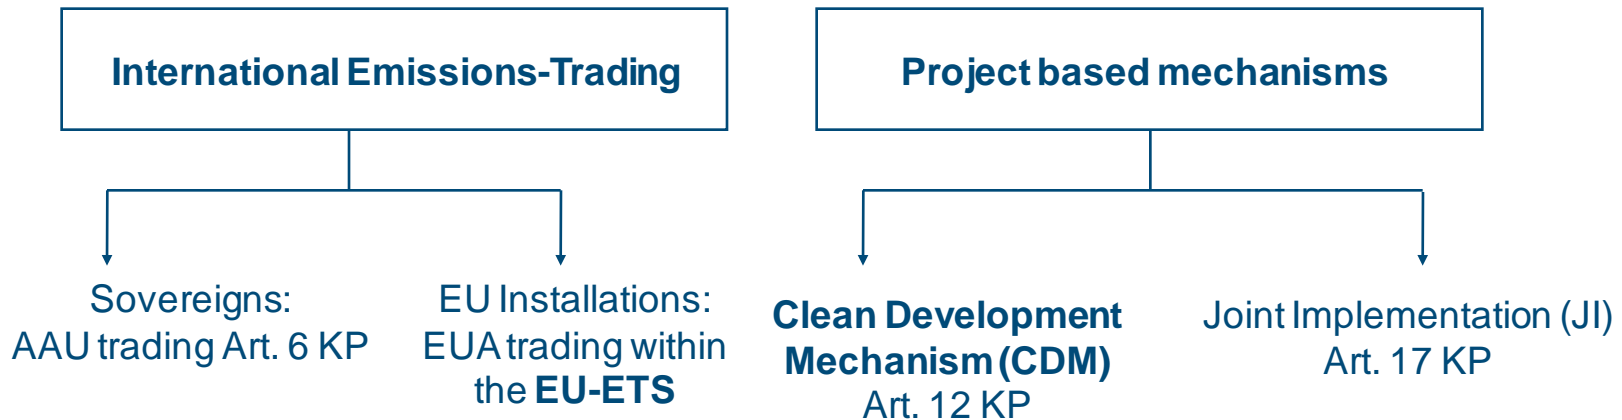 International Emissions-Trading
Project based mechanisms
Sovereigns:
AAU trading Art. 6 KP
EU Installations:
EUA trading within
the EU-ETS
Clean Development
Mechanism (CDM)
Art. 12 KP
Joint Implementation (JI)
Art. 17 KP